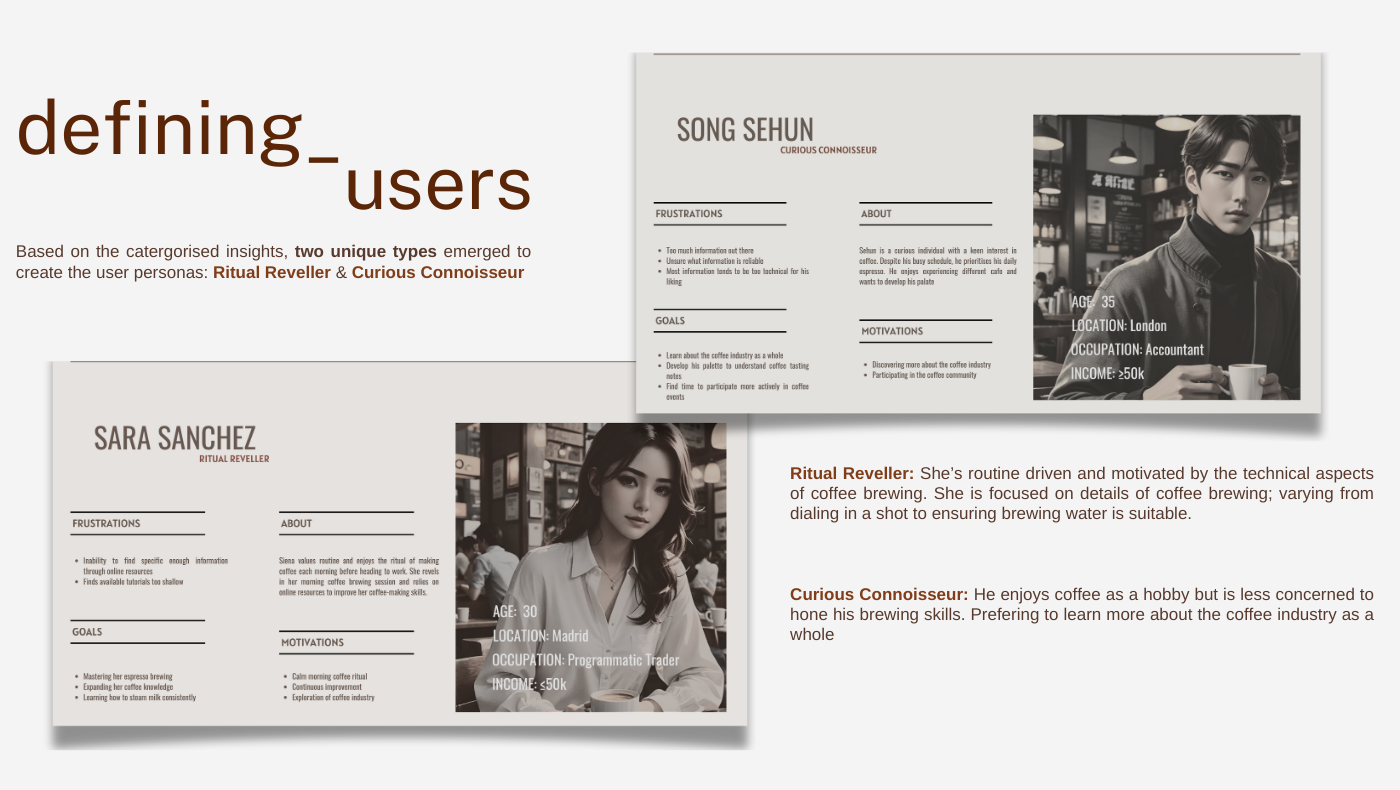 defining_
users
Based on the catergorised insights, two unique types emerged to
create the user personas: Ritual Reveller & Curious Connoisseur
SONG SEHUN
CURIOUS CONNOISSEUR
FRUSTRATIONS
• Too much information out there
• Unsure what information is reliable
• Most information tends to be too technical for his
liking
GOALS
• Learn about the coffee industry as a whole
• Develop his palette to understand coffee tasting
notes
• Find time to participate more actively in coffee
events
ABOUT
Sehun is a curious individual with a keen interest in
coffee. Despite his busy schedule, he prioritises his daily
espresso. He enjoys experiencing different cafe and
wants to develop his palate
MOTIVATIONS
• Discovering more about the coffee industry
• Participating in the coffee community
AGE: 35
LOCATION: London
OCCUPATION: Accountant
INCOME: ≥50k
SARA SANCHEZ
RITUAL REVELLER
FRUSTRATIONS
• Inability to find specific enough information
through online resources
• Finds available tutorials too shallow
GOALS
• Mastering her espresso brewing
• Expanding her coffee knowledge
• Learning how to steam milk consistently
ABOUT
Siena values routine and enjoys the ritual of making
coffee each morning before heading to work. She revels
in her morning coffee brewing session and relies on
online resources to improve her coffee-making skills.
MOTIVATIONS
• Calm morning coffee ritual
• Continuous improvement
• Exploration of coffee industry
AGE: 30
LOCATION: Madrid
OCCUPATION: Programmatic Trader
INCOME: ≤50k
Ritual Reveller: She’s routine driven and motivated by the technical aspects
of coffee brewing. She is focused on details of coffee brewing; varying from
dialing in a shot to ensuring brewing water is suitable.
Curious Connoisseur: He enjoys coffee as a hobby but is less concerned to
hone his brewing skills. Prefering to learn more about the coffee industry as a
whole